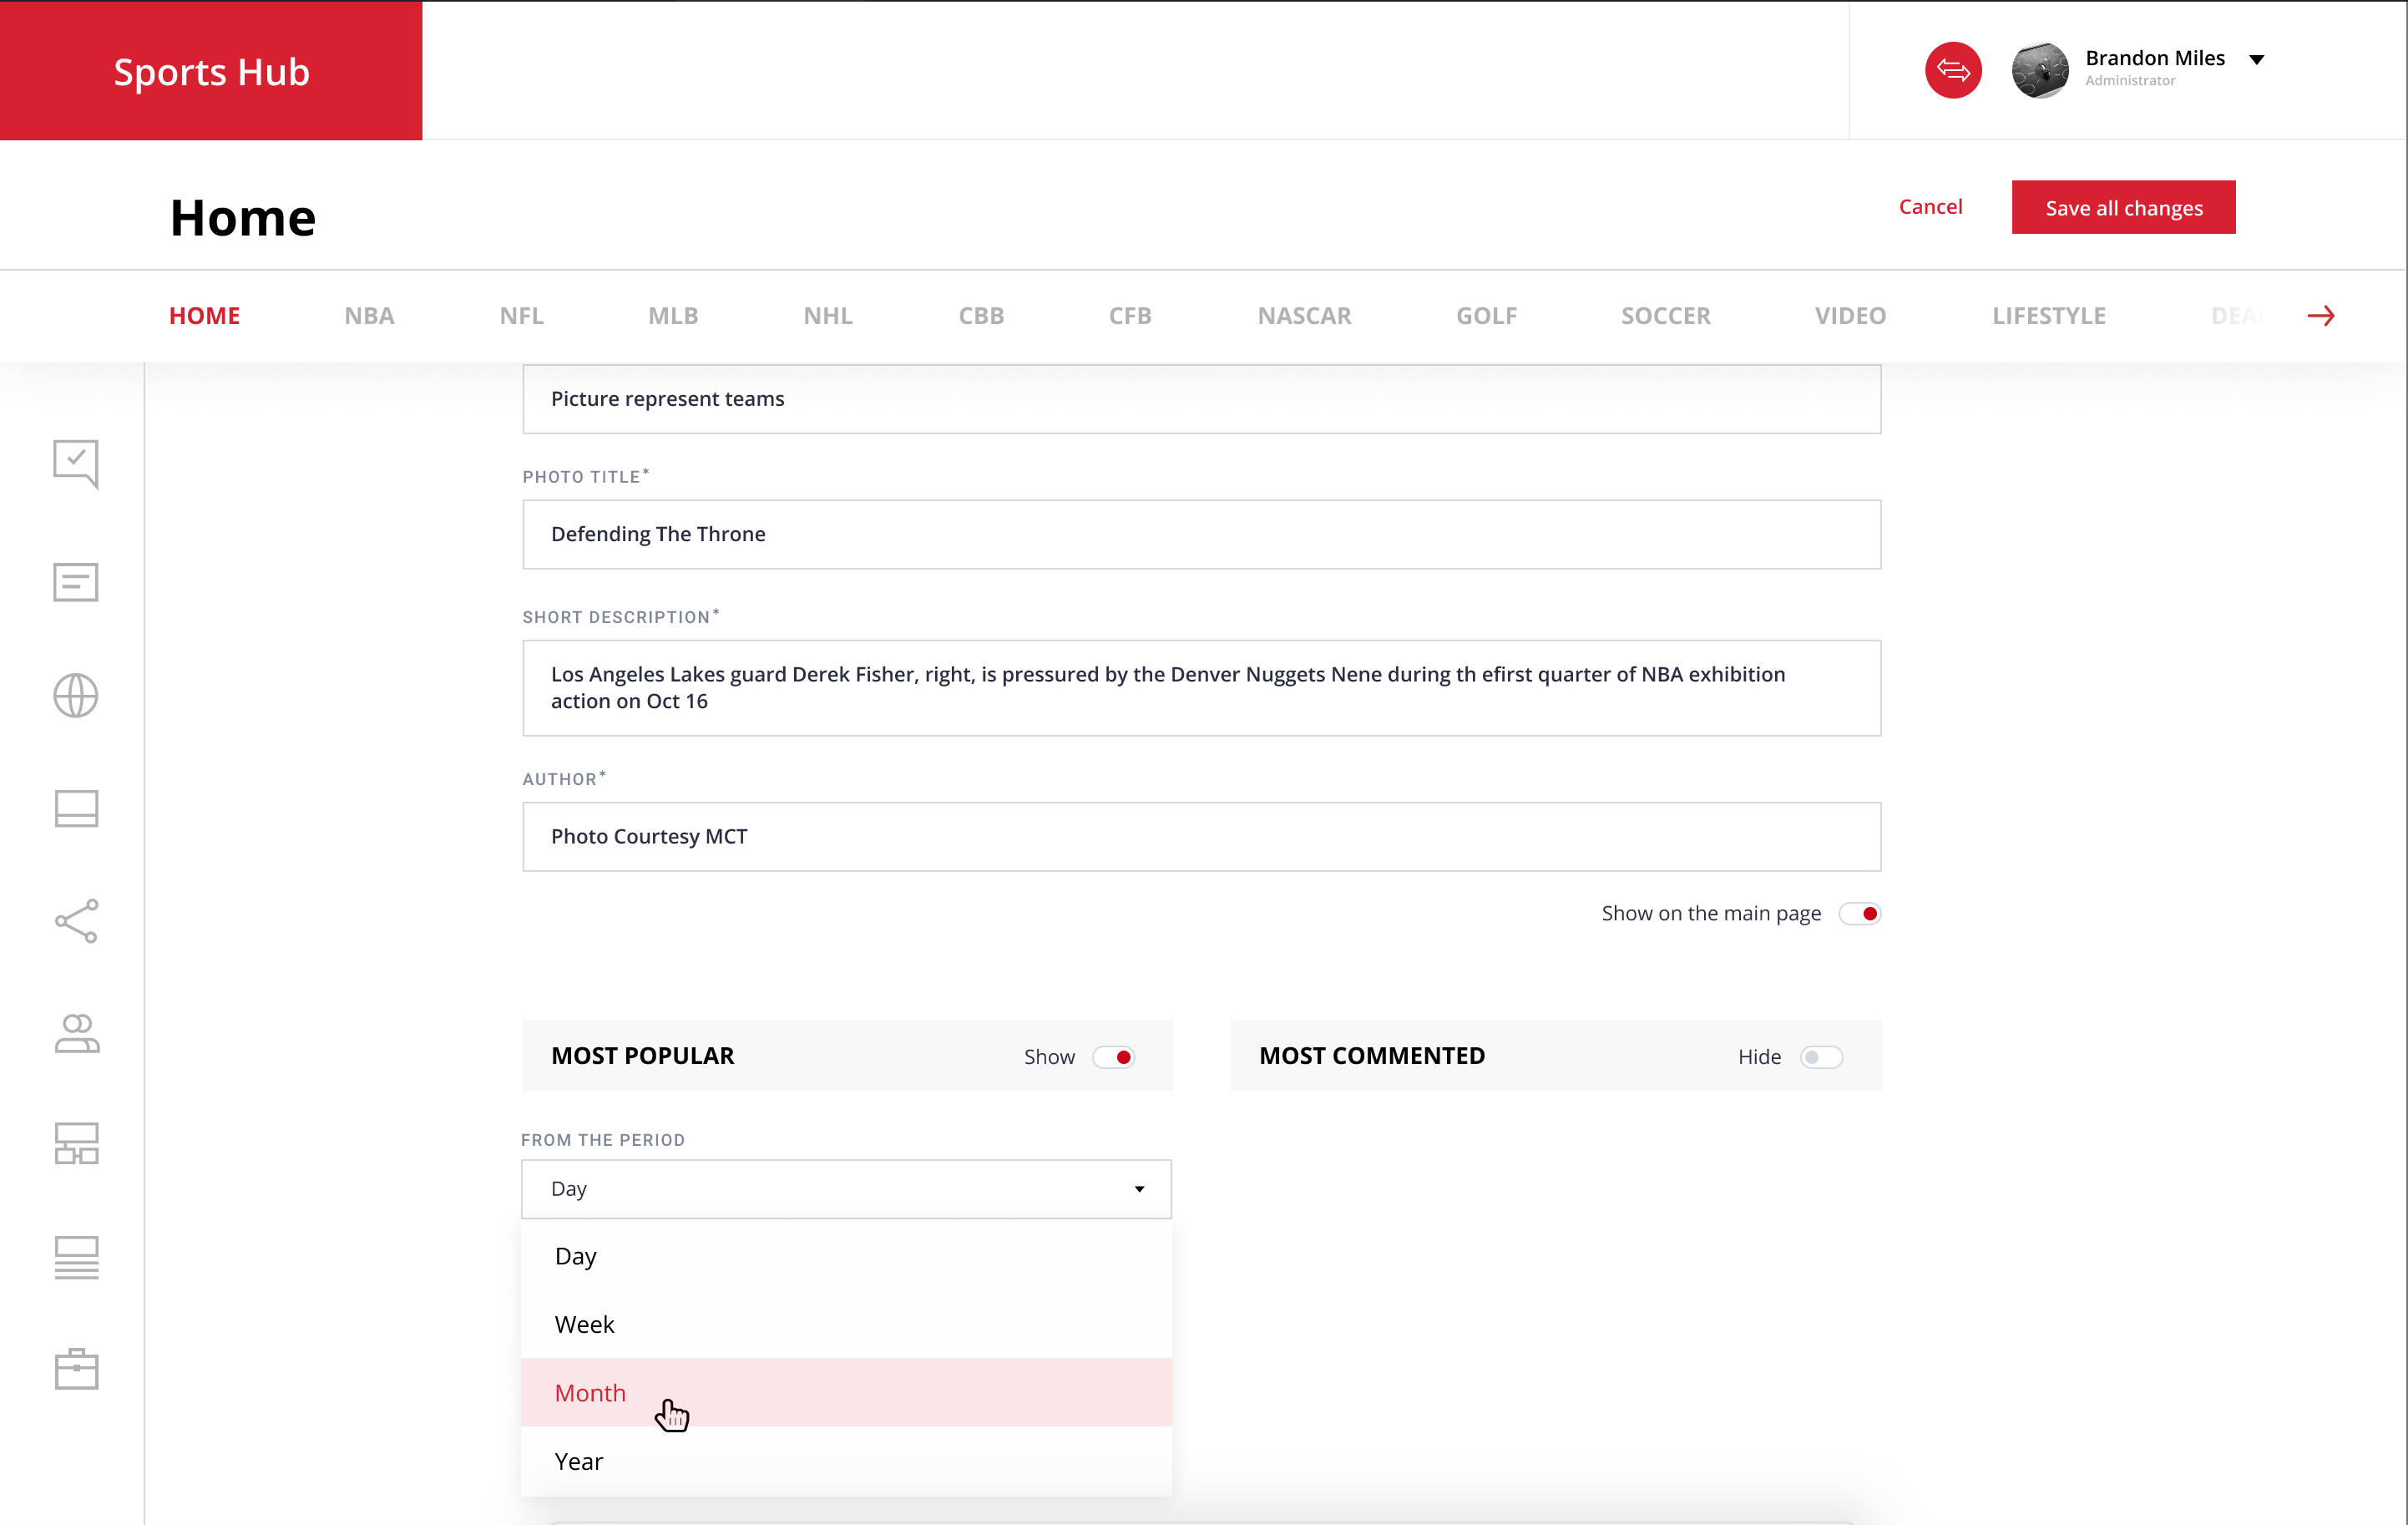 Sports Hub
Brandon Miles
Administrator
Home
Cancel
Save all changes
HOME NBA NFL MLB NHL CBB CFB NASCAR GOLF SOCCER VIDEO LIFESTYLE
Picture represent teams
PHOTO TITLE*
Defending The Throne
SHORT DESCRIPTION*
Los Angeles Lakes guard Derek Fisher, right, is pressured by the Denver Nuggets Nene during th efirst quarter of NBA exhibition
action on Oct 16
AUTHOR*
Photo Courtesy MCT
Show on the main page
MOST POPULAR Show
MOST COMMENTED Hide
FROM THE PERIOD
Day
Day
Week
Month
Year